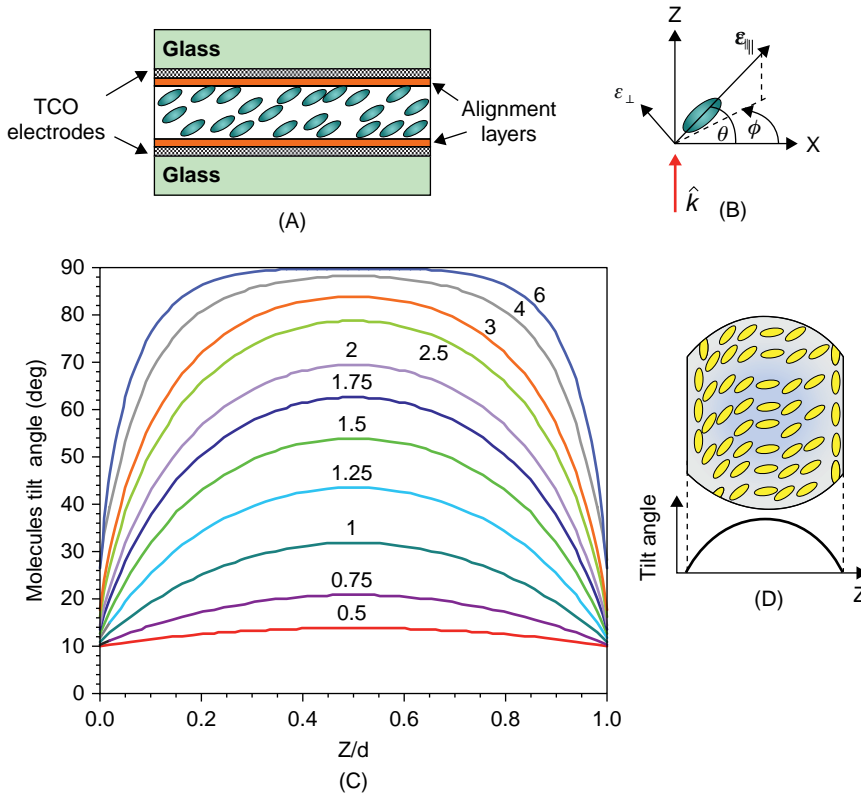 Glass
TCO
electrodes
Alignment
layers
Glass
(A)
Z
ε∥
ε⊥
θ
ϕ
X
k̂
(B)
90
80
70
60
50
40
30
20
10
0
Molecules tilt angle (deg)
6
4
3
2.5
2
1.75
1.5
1.25
1
0.75
0.5
0.0
0.2
0.4
0.6
0.8
1.0
Z/d
(C)
Tilt angle
Z
(D)